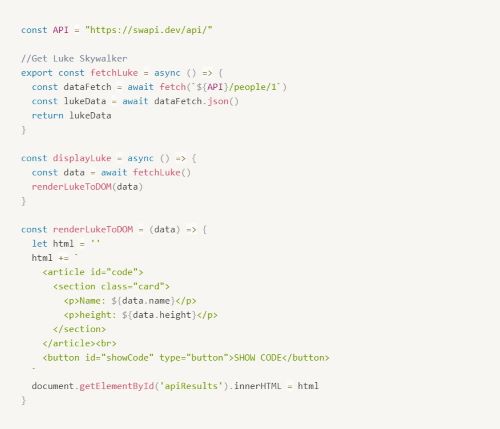 const API = "https://swapi.dev/api/"
//Get Luke Skywalker
export const fetchLuke = async () => {
const dataFetch = await fetch(`${API}/people/1`)
const lukeData = await dataFetch.json()
return lukeData
}
const displayLuke = async () => {
const data = await fetchLuke()
renderLukeToDOM(data)
}
const renderLukeToDOM = (data) => {
let html = ''
html += `
<article id="code">
<section class="card">
<p>Name: ${data.name}</p>
<p>height: ${data.height}</p>
</section>
</article><br>
<button id="showCode" type="button">SHOW CODE</button>
`
document.getElementById('apiResults').innerHTML = html
}